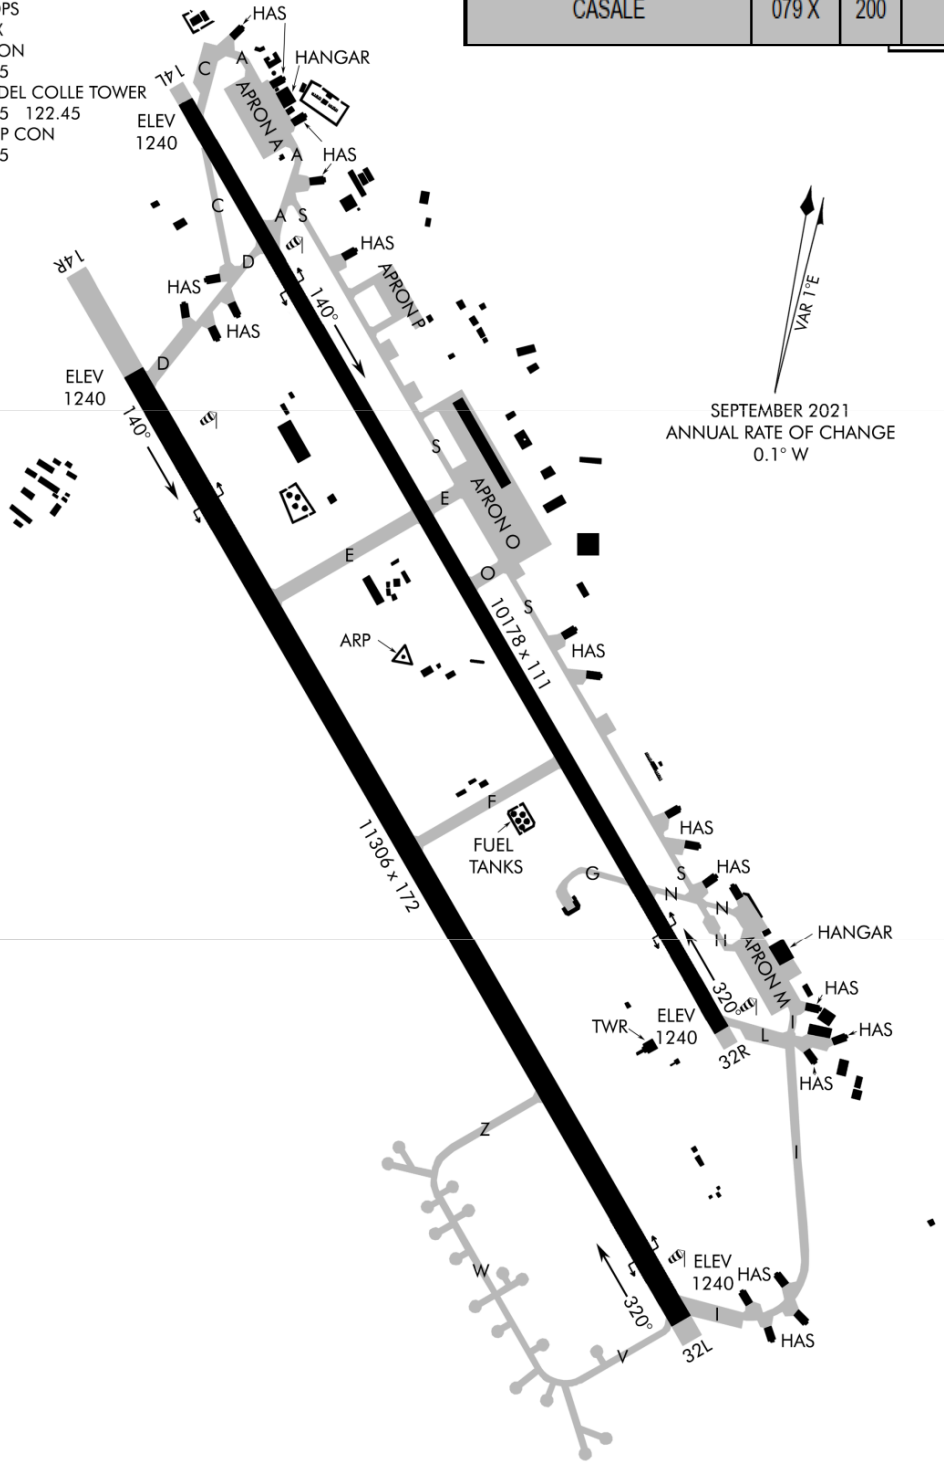 OPS
X
ON
5
DEL COLLE TOWER
5 122.45
P CON
5
CASALE
079 X
200
HAS
HANGAR
A
C
14L
APRON A
ELEV
1240
A
HAS
C
A S
HAS
D
APRON P
14R
HAS
HAS
140°
D
ELEV
1240
140°
VAR 1°E
SEPTEMBER 2021
ANNUAL RATE OF CHANGE
0.1° W
S
E
APRON O
E
O
S
10178 x 111
ARP
HAS
F
FUEL
TANKS
11306 x 172
HAS
G
S
HAS
N
N
H
APRON M
HANGAR
320°
HAS
TWR
ELEV
1240
I
L
HAS
32R
HAS
Z
I
W
ELEV
1240
HAS
320°
I
HAS
V
32L